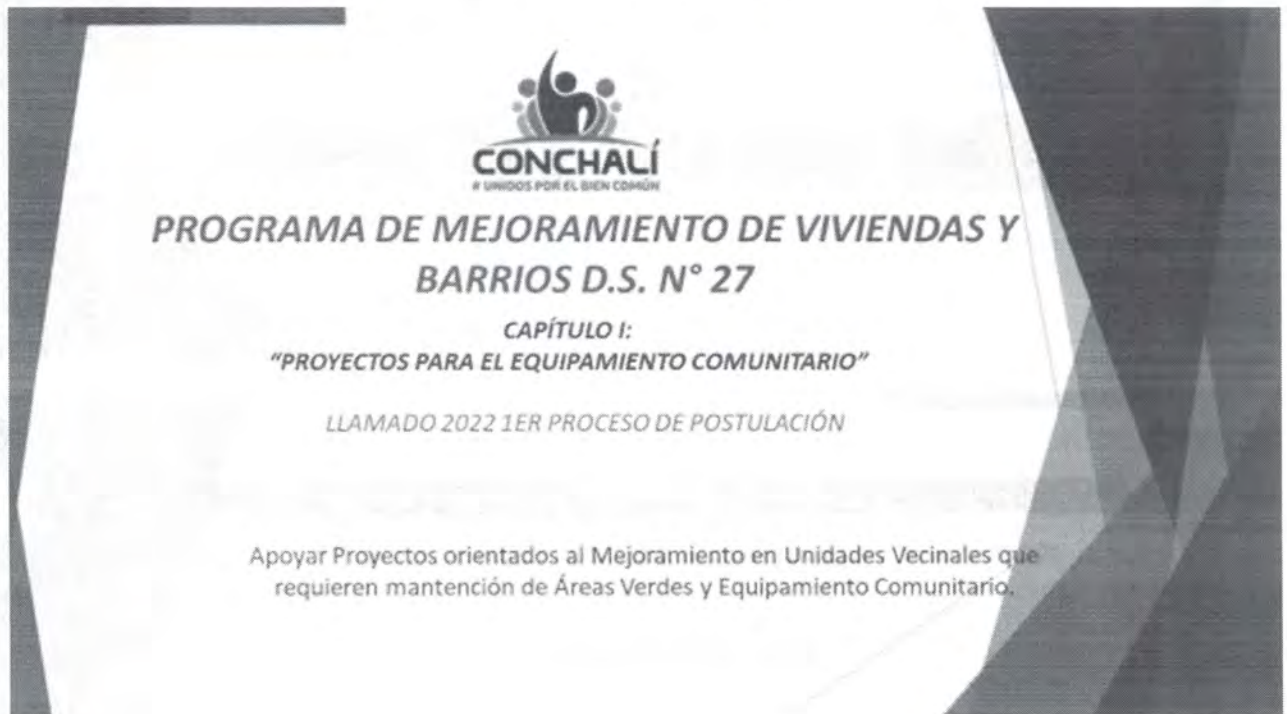 CONCHALÍ
# UNIDOS POR EL BIEN COMÚN
PROGRAMA DE MEJORAMIENTO DE VIVIENDAS Y
BARRIOS D.S. N° 27
CAPÍTULO I:
"PROYECTOS PARA EL EQUIPAMIENTO COMUNITARIO"
LLAMADO 2022 1ER PROCESO DE POSTULACIÓN
Apoyar Proyectos orientados al Mejoramiento en Unidades Vecinales que
requieren mantención de Áreas Verdes y Equipamiento Comunitario.